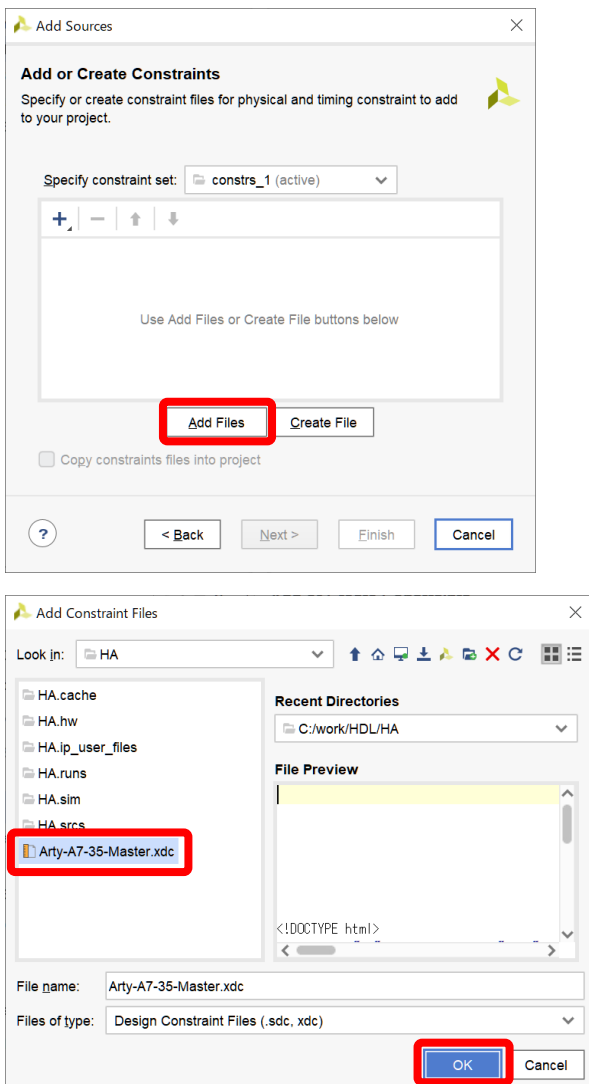 Add Sources
Add or Create Constraints
Specify or create constraint files for physical and timing constraint to add
to your project.
Specify constraint set: constrs_1 (active)
Use Add Files or Create File buttons below
Add Files Create File
Copy constraints files into project
? < Back Next > Finish Cancel
Add Constraint Files
Look in: HA
HA.cache
HA.hw
HA.ip_user_files
HA.runs
HA.sim
HA.srcs
Arty-A7-35-Master.xdc
Recent Directories
C:/work/HDL/HA
File Preview
<!DOCTYPE html>
File name: Arty-A7-35-Master.xdc
Files of type: Design Constraint Files (.sdc, xdc)
OK Cancel